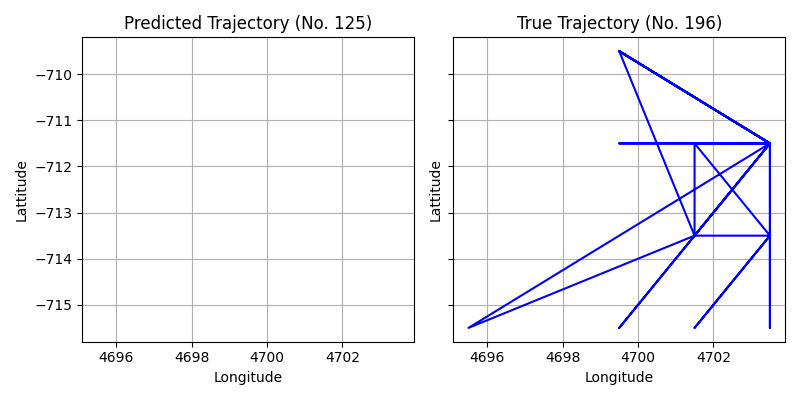 Predicted Trajectory (No. 125)
−710
−711
−712
−713
−714
−715
Lattitude
4696 4698 4700 4702
Longitude
True Trajectory (No. 196)
Lattitude
4696 4698 4700 4702
Longitude